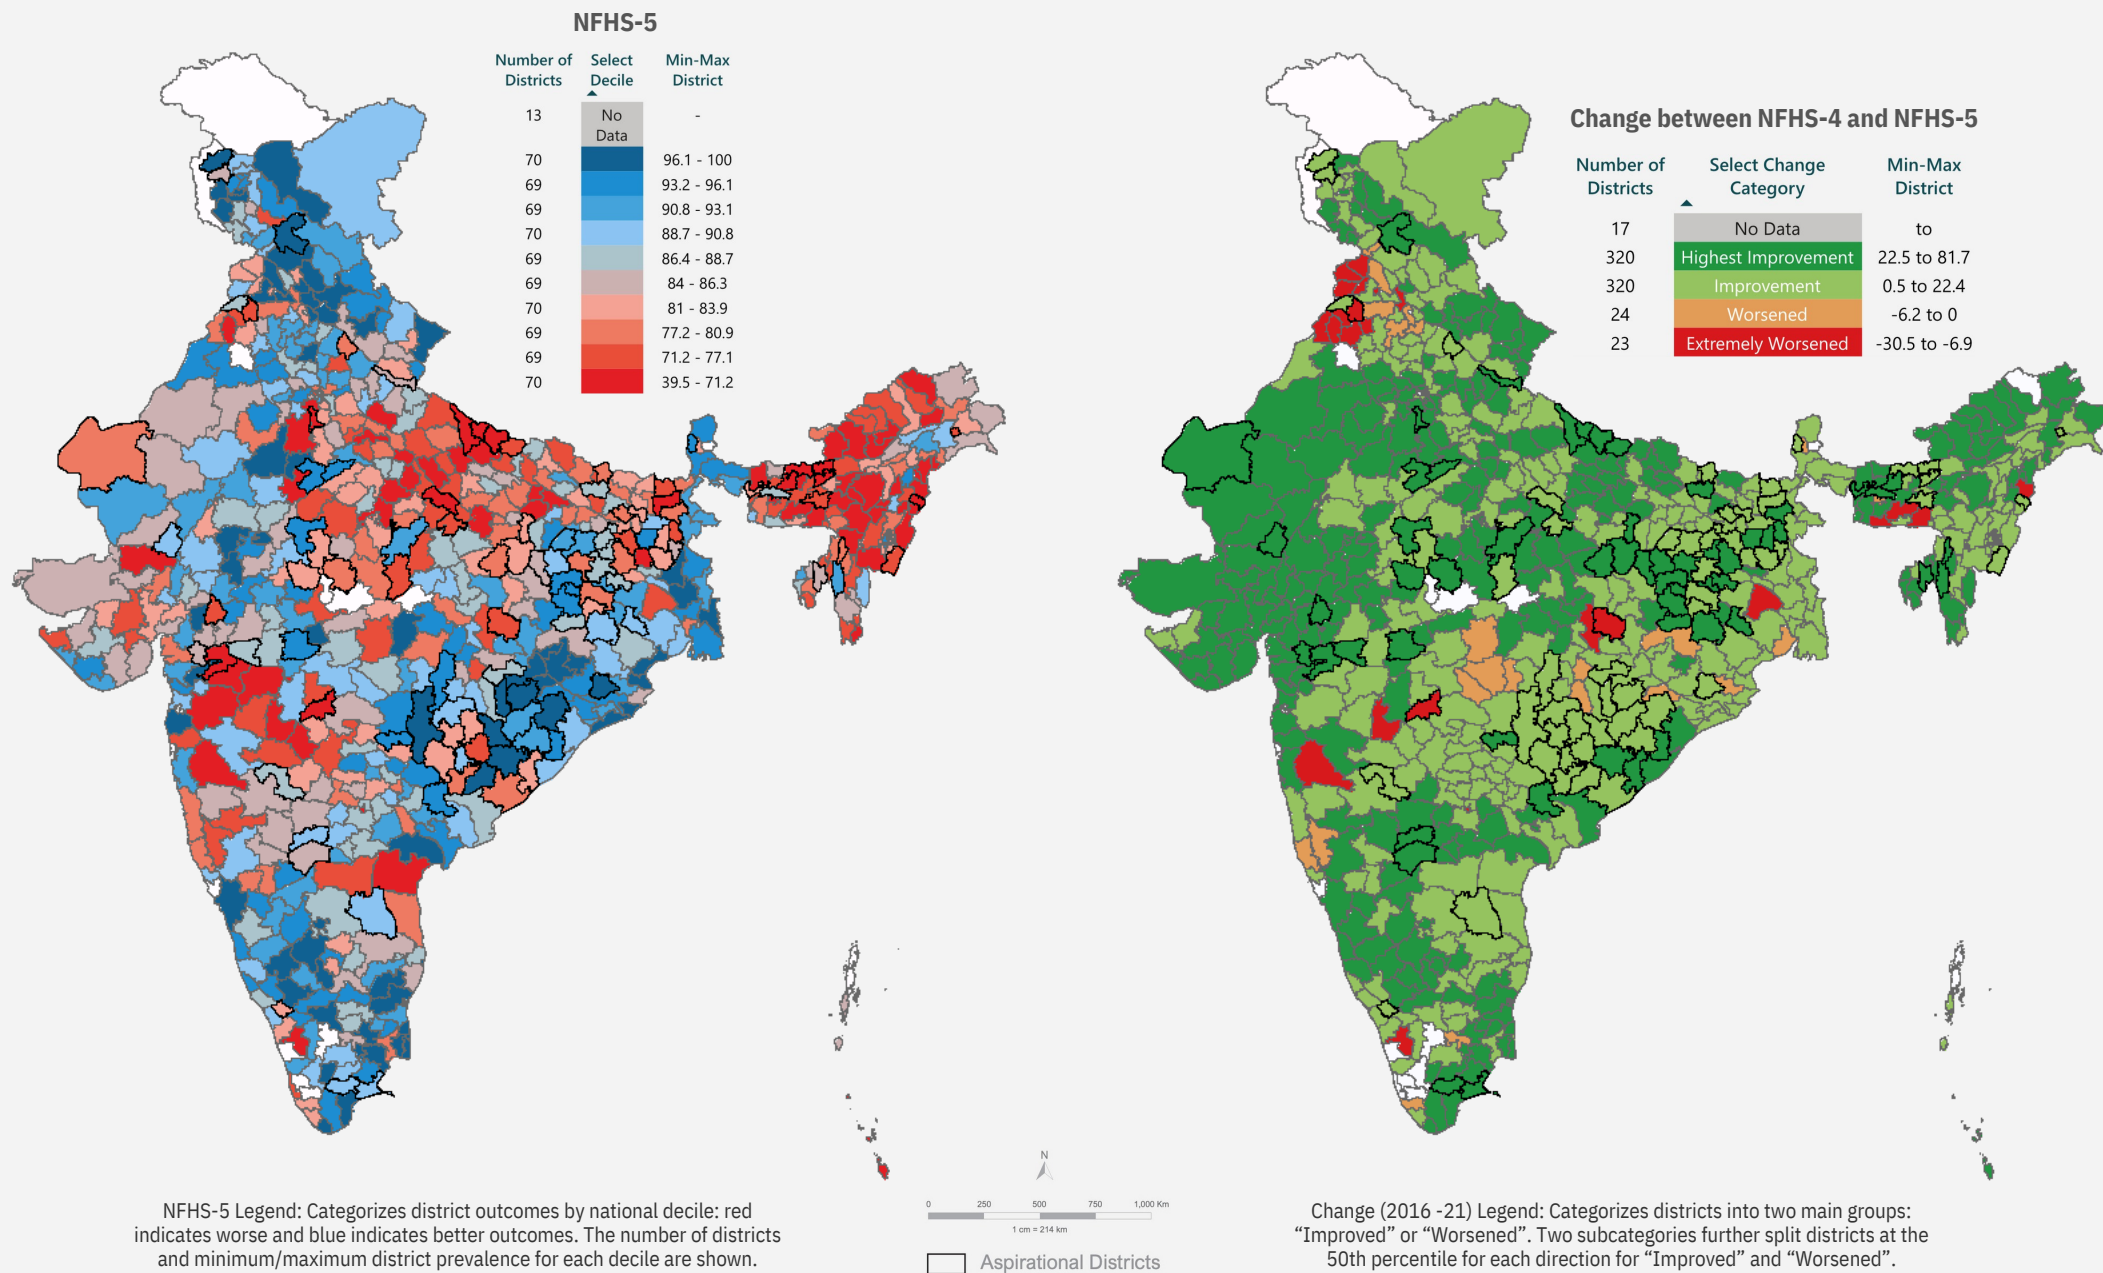 NFHS-5
Number of Districts Select Decile Min-Max District
13 No Data -
70 96.1 - 100
69 93.2 - 96.1
69 90.8 - 93.1
70 88.7 - 90.8
69 86.4 - 88.7
69 84 - 86.3
70 81 - 83.9
69 77.2 - 80.9
69 71.2 - 77.1
70 39.5 - 71.2
Change between NFHS-4 and NFHS-5
Number of Districts Select Change Category Min-Max District
17 No Data to
320 Highest Improvement 22.5 to 81.7
320 Improvement 0.5 to 22.4
24 Worsened -6.2 to 0
23 Extremely Worsened -30.5 to -6.9
NFHS-5 Legend: Categorizes district outcomes by national decile: red
indicates worse and blue indicates better outcomes. The number of districts
and minimum/maximum district prevalence for each decile are shown.
N
0 250 500 750 1,000 Km
1 cm = 214 km
Aspirational Districts
Change (2016 -21) Legend: Categorizes districts into two main groups:
“Improved” or “Worsened”. Two subcategories further split districts at the
50th percentile for each direction for “Improved” and “Worsened”.